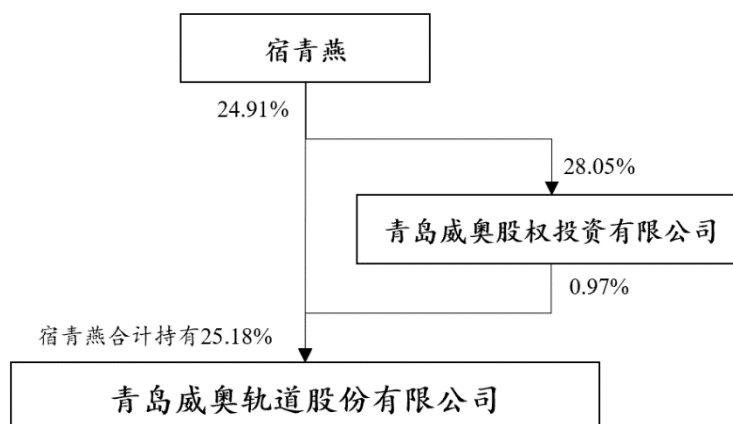 宿青燕
24.91%
28.05%
青岛威奥股权投资有限公司
0.97%
宿青燕合计持有25.18%
青岛威奥轨道股份有限公司